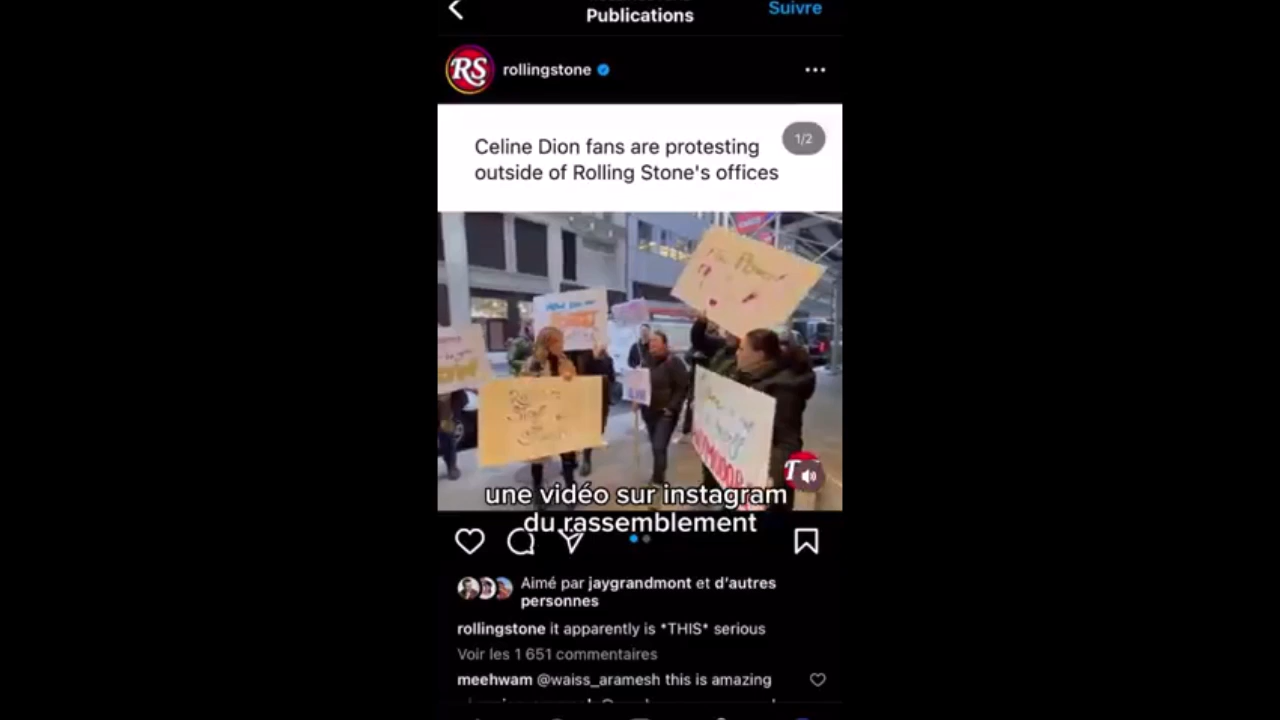 Publications
Suivre
RS
rollingstone
Celine Dion fans are protesting
outside of Rolling Stone's offices
1/2
une vidéo sur instagram
du rassemblement
Aimé par jaygrandmont et d'autres
personnes
rollingstone it apparently is *THIS* serious
Voir les 1 651 commentaires
meehwam @waiss_aramesh this is amazing